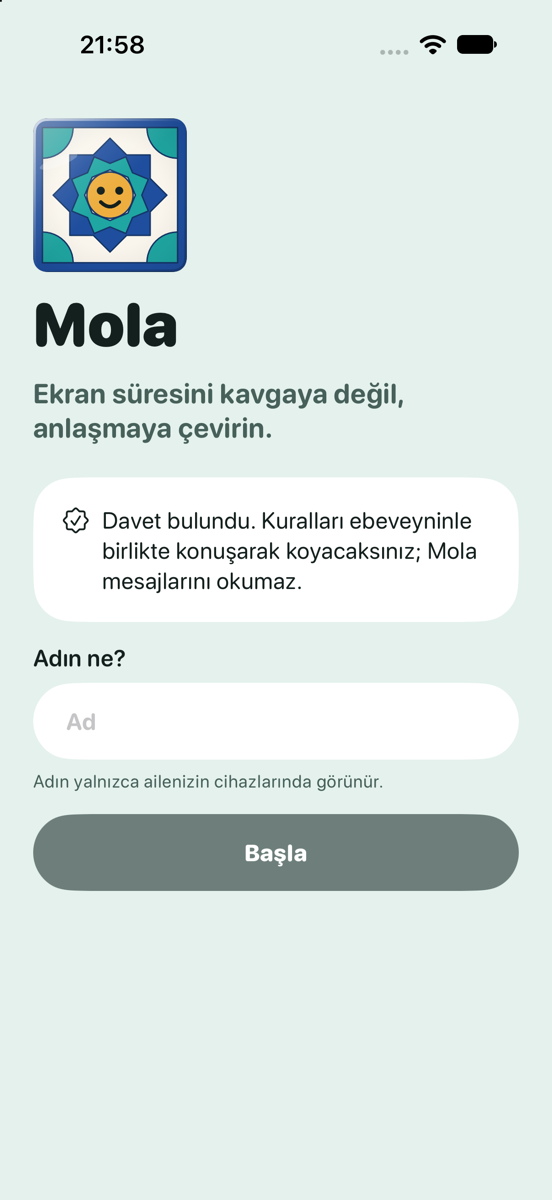 21:58
Mola
Ekran süresini kavgaya değil,
anlaşmaya çevirin.
Davet bulundu. Kuralları ebeveyninle
birlikte konuşarak koyacaksınız; Mola
mesajlarını okumaz.
Adın ne?
Ad
Adın yalnızca ailenizin cihazlarında görünür.
Başla